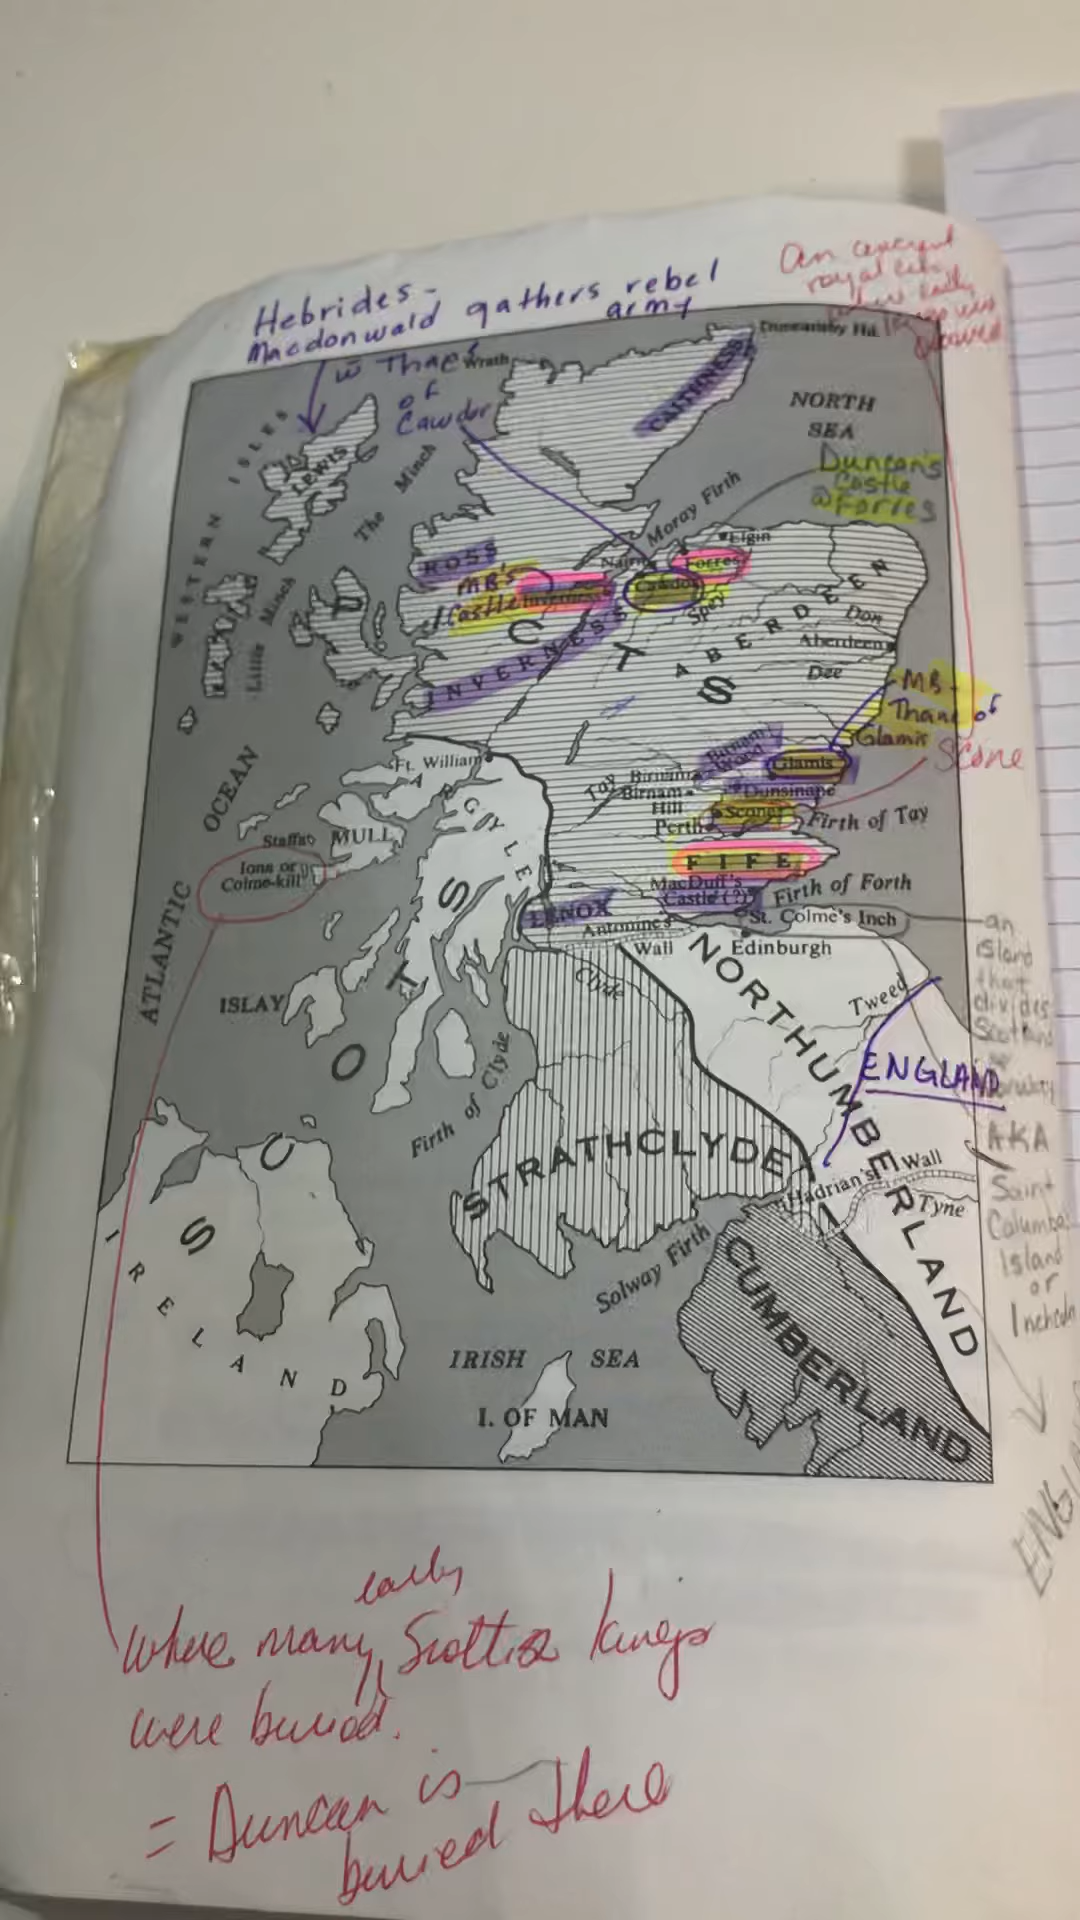 Hebrides -
Macdonwald gathers rebel
army
w Thane
of
Cawdor
An ancient
royal city
where early
kings were
crowned
Wrath
Duncansby Hd.
CAITHNESS
NORTH
SEA
WESTERN ISLES
LEWIS
The Minch
Little Minch
Duncan's
Castle
@ Forres
Moray Firth
Elgin
Nairn
Forres
Cawdor
ROSS
MB's
Castle
Inverness
Spey
INVERNESS
PICTS
ABERDEEN
Don
Aberdeen
Dee
MB -
Thane of
Glamis
Scone
Ft. William
ARGYLE
Tay
Birnam
Birnam Wood
Glamis
Birnam
Hill
Dunsinane
Scone
Perth
Firth of Tay
FIFE
MacDuff's
Castle (?)
Firth of Forth
LENOX
St. Colme's Inch
Antonine's
Wall
Edinburgh
ATLANTIC OCEAN
Staffa
MULL
Iona or
Colme-kill
ISLAY
SCOTS
Firth of Clyde
Clyde
Tweed
an
island
that
divides
Scotland
AKA
Saint
Columba
Island
or
ENGLAND
NORTHUMBERLAND
STRATHCLYDE
Hadrian's Wall
Tyne
Solway Firth
CUMBERLAND
SCOTS
IRELAND
IRISH SEA
I. OF MAN
early
Where many Scottish kings
were buried.
= Duncan is
buried there